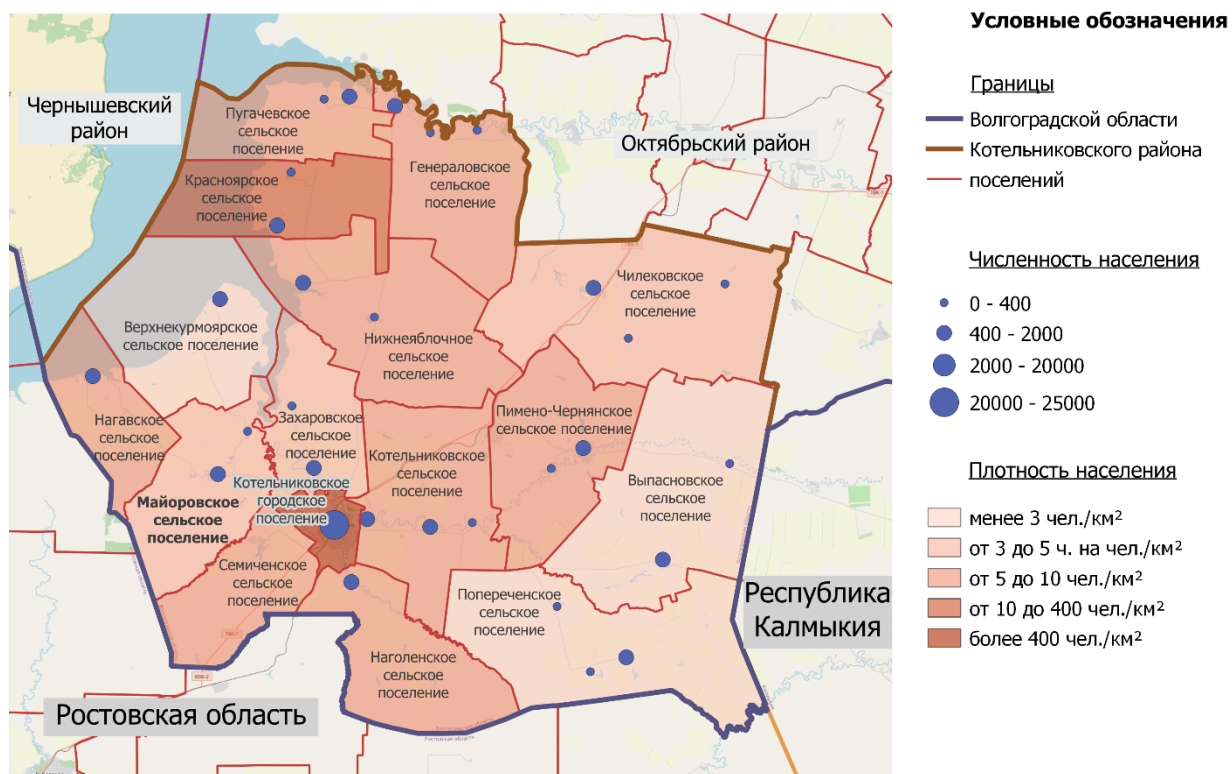 Чернышевский
район
Пугачевское
сельское
поселение
Октябрьский район
Генераловское
сельское
поселение
Красноярское
сельское
поселение
Чилековское
сельское
поселение
Верхнекурмоярское
сельское поселение
Нижнеяблочное
сельское
поселение
Пимено-Чернянское
сельское поселение
Нагавское
сельское
поселение
Захаровское
сельское
поселение
Котельниковское
сельское
поселение
Котельниковское
городское
поселение
Выпасновское
сельское
поселение
Майоровское
сельское
поселение
Семиченское
сельское
поселение
Попереченское
сельское
поселение
Республика
Калмыкия
Наголенское
сельское
поселение
Ростовская область
Условные обозначения
Границы
Волгоградской области
Котельниковского района
поселений
Численность населения
0 - 400
400 - 2000
2000 - 20000
20000 - 25000
Плотность населения
менее 3 чел./км²
от 3 до 5 ч. на чел./км²
от 5 до 10 чел./км²
от 10 до 400 чел./км²
более 400 чел./км²